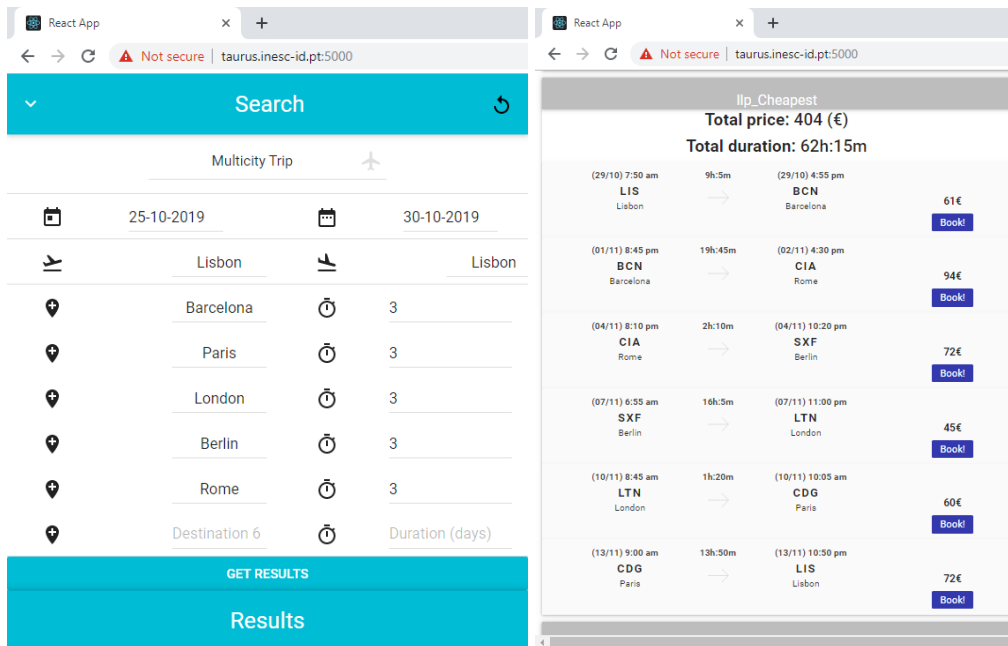 React App
Not secure | taurus.inesc-id.pt:5000
Search
Multicity Trip
25-10-2019 30-10-2019
Lisbon Lisbon
Barcelona 3
Paris 3
London 3
Berlin 3
Rome 3
Destination 6 Duration (days)
GET RESULTS
Results
React App
Not secure | taurus.inesc-id.pt:5000
Ilp_Cheapest
Total price: 404 (€)
Total duration: 62h:15m
(29/10) 7:50 am 9h:5m (29/10) 4:55 pm
LIS BCN
Lisbon Barcelona
61€
Book!
(01/11) 8:45 pm 19h:45m (02/11) 4:30 pm
BCN CIA
Barcelona Rome
94€
Book!
(04/11) 8:10 pm 2h:10m (04/11) 10:20 pm
CIA SXF
Rome Berlin
72€
Book!
(07/11) 6:55 am 16h:5m (07/11) 11:00 pm
SXF LTN
Berlin London
45€
Book!
(10/11) 8:45 am 1h:20m (10/11) 10:05 am
LTN CDG
London Paris
60€
Book!
(13/11) 9:00 am 13h:50m (13/11) 10:50 pm
CDG LIS
Paris Lisbon
72€
Book!